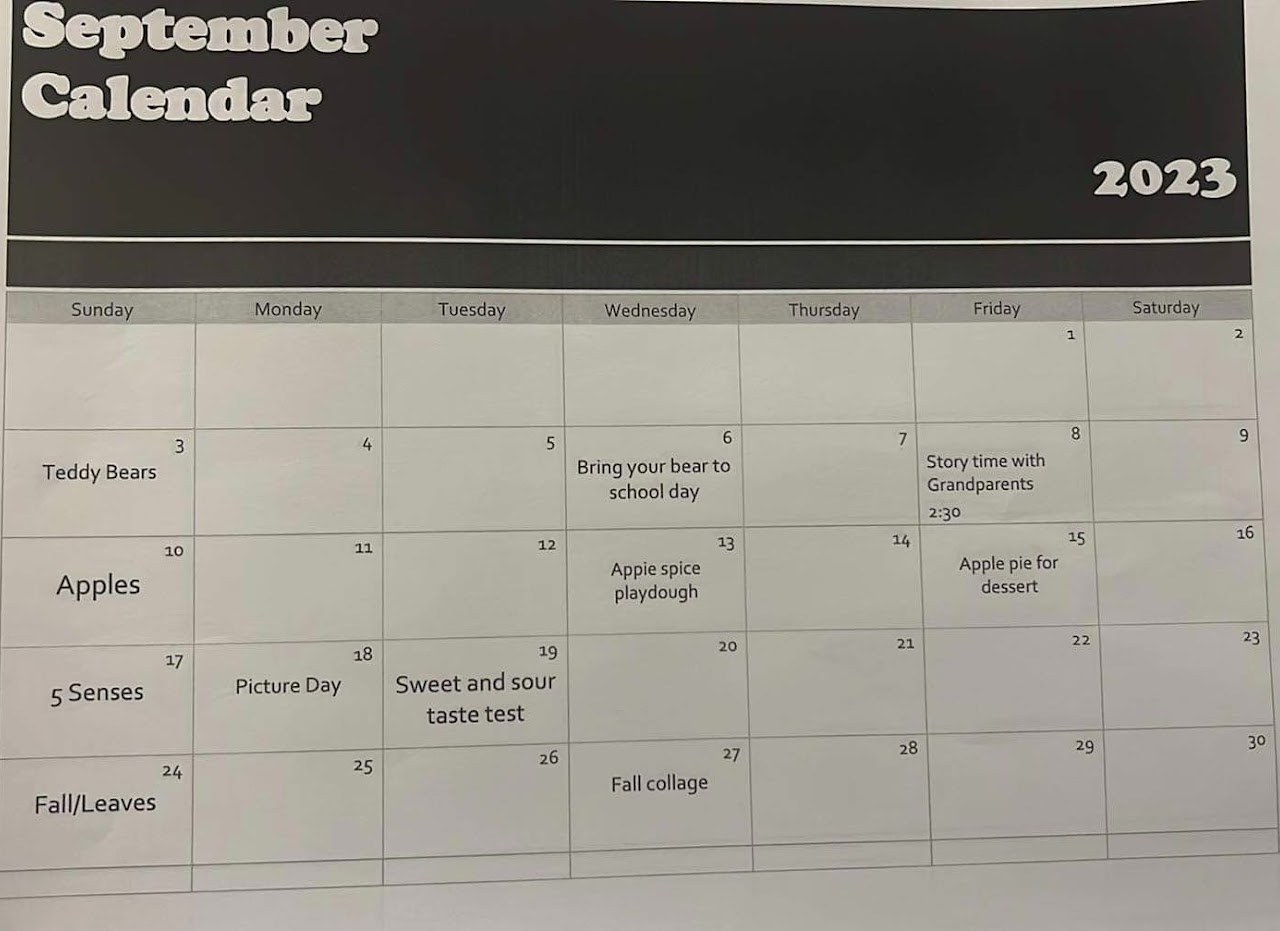 September
Calendar
2023
Sunday Monday Tuesday Wednesday Thursday Friday Saturday
1 2
3 4 5 6 7 8 9
Teddy Bears
Bring your bear to
school day
Story time with
Grandparents
2:30
10 11 12 13 14 15 16
Apples
Appie spice
playdough
Apple pie for
dessert
17 18 19 20 21 22 23
5 Senses
Picture Day
Sweet and sour
taste test
24 25 26 27 28 29 30
Fall/Leaves
Fall collage